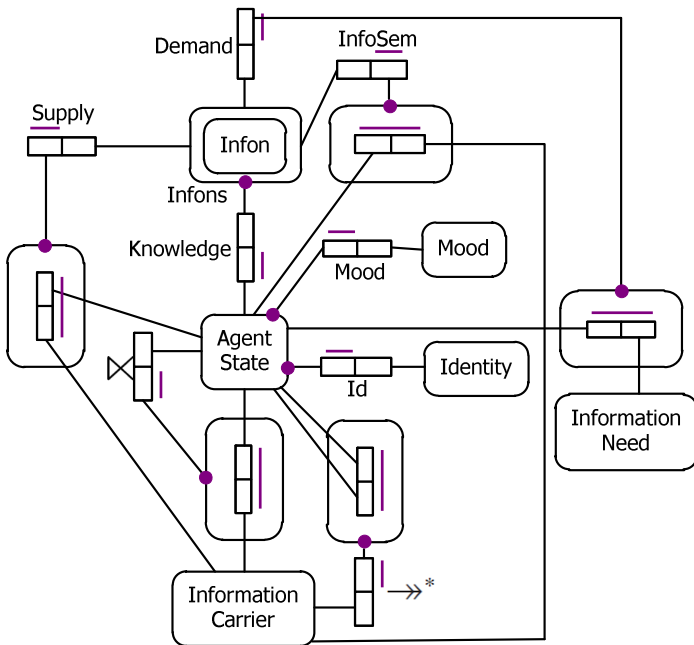 Demand
InfoSem
Supply
Infon
Infons
Knowledge
Mood
Mood
Agent
State
Identity
Id
Information
Need
Information
Carrier
↠*